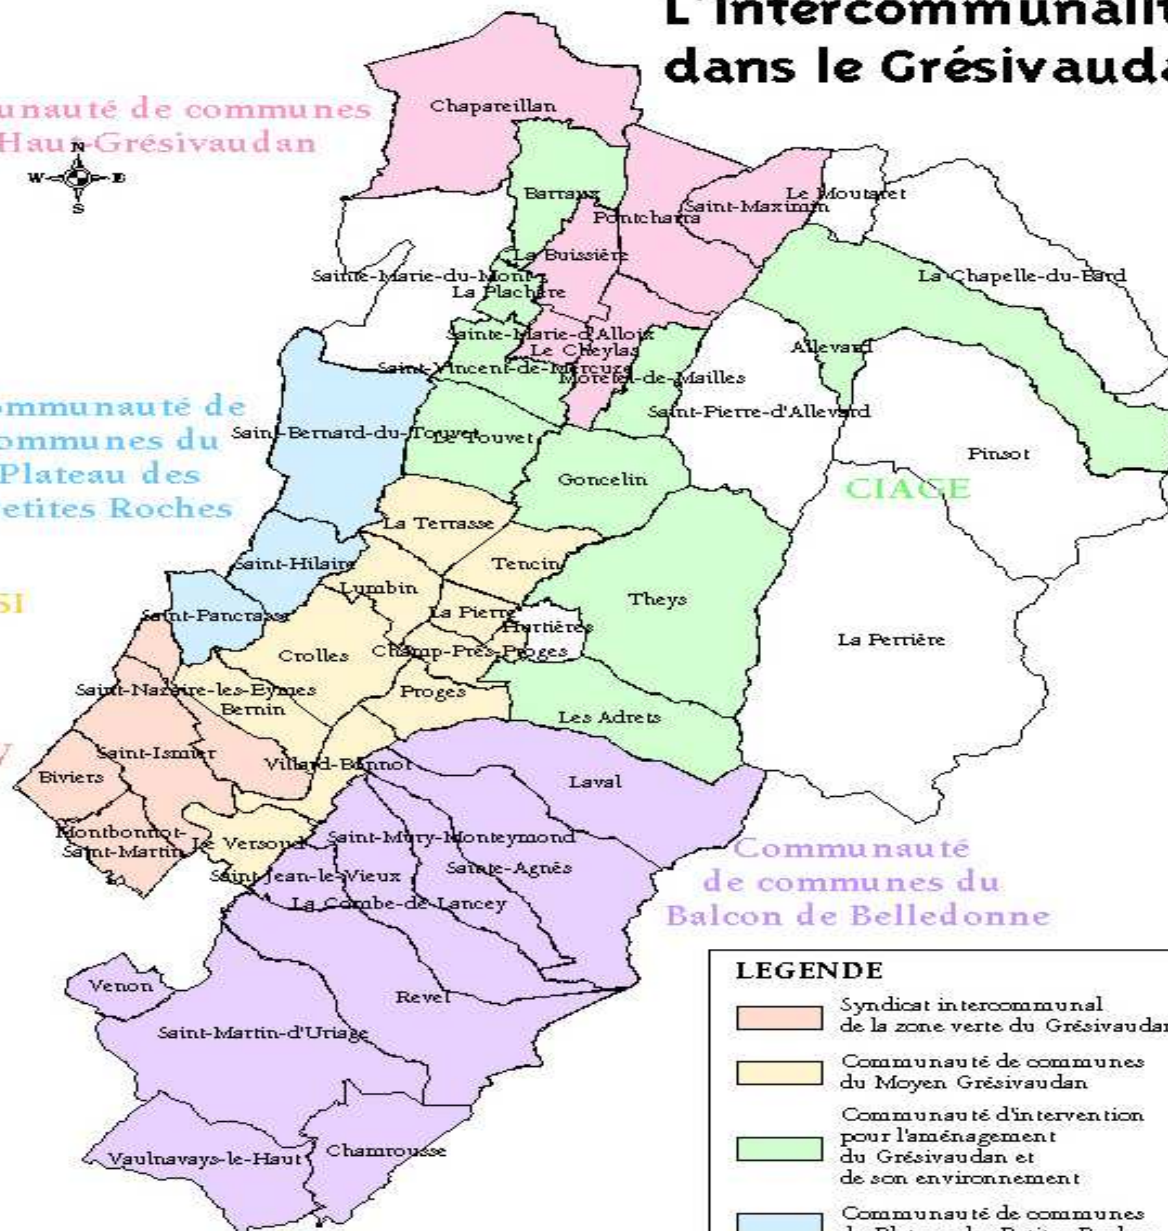 L'Intercommunalit
dans le Grésivauda
unauté de communes
Haut-Grésivaudan
N
W E
S
Chapareillan
Barraux
Pontcharra
Saint-Maximin
Le Moutaret
La Buissière
Sainte-Marie-du-Mont
La Plachère
La Chapelle-du-Bard
Sainte-Marie-d'Alloix
Le Cheylas
Allevard
Saint-Vincent-de-Mercuze
Morêtel-de-Mailles
Saint-Pierre-d'Allevard
mmunauté de
ommunes du
Plateau des
etites Roches
Saint-Bernard-du-Touvet
Le Touvet
Pinsot
Goncelin
CIAGE
La Terrasse
Saint-Hilaire
Tencin
Lumbin
Theys
SI
Saint-Pancrasse
La Pierre
Hurtières
La Perrière
Crolles
Champ-Près-Proges
Saint-Nazaire-les-Eymes
Proges
Bernin
Les Adrets
Saint-Ismier
Villard-Bonnot
V
Biviers
Laval
Montbonnot-
Saint-Martin
Le Versoud
Saint-Mury-Monteymond
Saint-Jean-le-Vieux
Sainte-Agnès
La Combe-de-Lancey
Communauté
de communes du
Balcon de Belledonne
Venon
Revel
Saint-Martin-d'Uriage
Vaulnavays-le-Haut
Chamrousse
LEGENDE
Syndicat intercommunal
de la zone verte du Grésivaudan
Communauté de communes
du Moyen Grésivaudan
Communauté d'intervention
pour l'aménagement
du Grésivaudan et
de son environnement
Communauté de communes